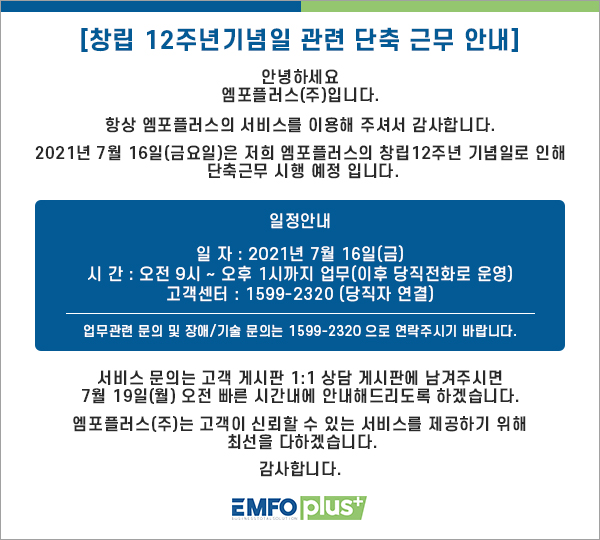 [창립 12주년기념일 관련 단축 근무 안내]
안녕하세요
엠포플러스(주)입니다.
항상 엠포플러스의 서비스를 이용해 주셔서 감사합니다.
2021년 7월 16일(금요일)은 저희 엠포플러스의 창립12주년 기념일로 인해
단축근무 시행 예정 입니다.
일정안내
일 자 : 2021년 7월 16일(금)
시 간 : 오전 9시 ~ 오후 1시까지 업무(이후 당직전화로 운영)
고객센터 : 1599-2320 (당직자 연결)
업무관련 문의 및 장애/기술 문의는 1599-2320 으로 연락주시기 바랍니다.
서비스 문의는 고객 게시판 1:1 상담 게시판에 남겨주시면
7월 19일(월) 오전 빠른 시간내에 안내해드리도록 하겠습니다.
엠포플러스(주)는 고객이 신뢰할 수 있는 서비스를 제공하기 위해
최선을 다하겠습니다.
감사합니다.
EMFO plus+